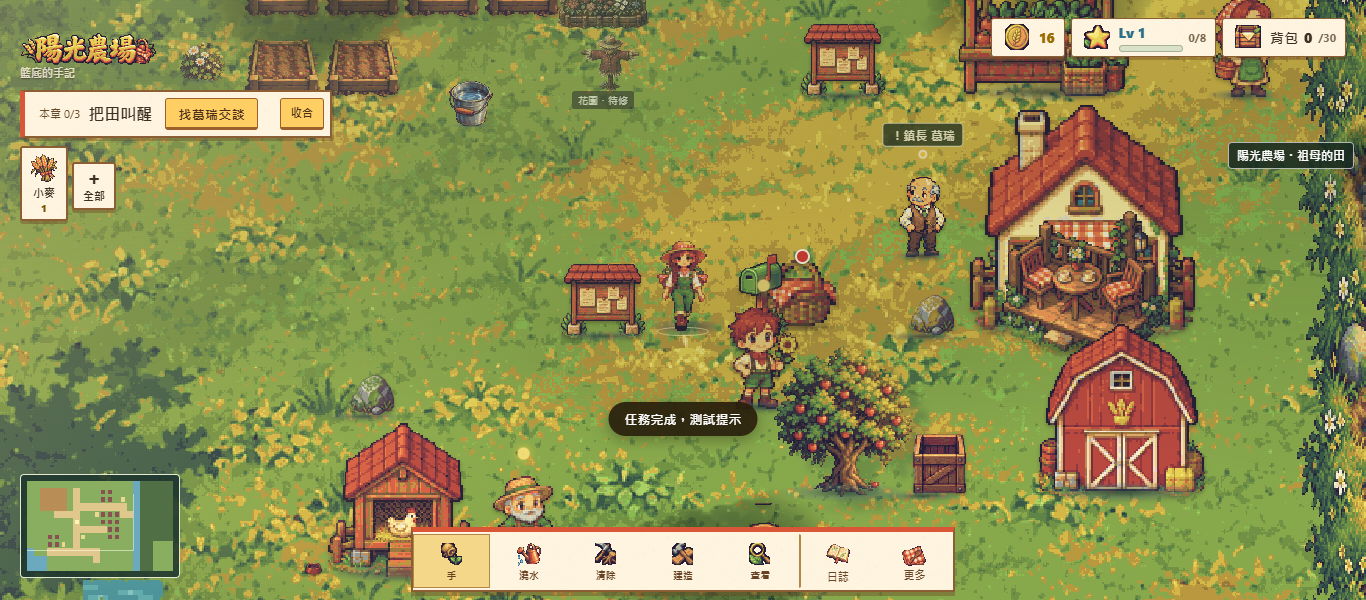 陽光農場
籃底的手記
本章 0/3 把田叫醒 找葛瑞交談 收合
小麥
1
+
全部
花圃・待修
16
Lv 1 0/8
背包 0 /30
！鎮長 葛瑞
陽光農場・祖母的田
任務完成，測試提示
手 澆水 清除 建造 查看 日誌 更多